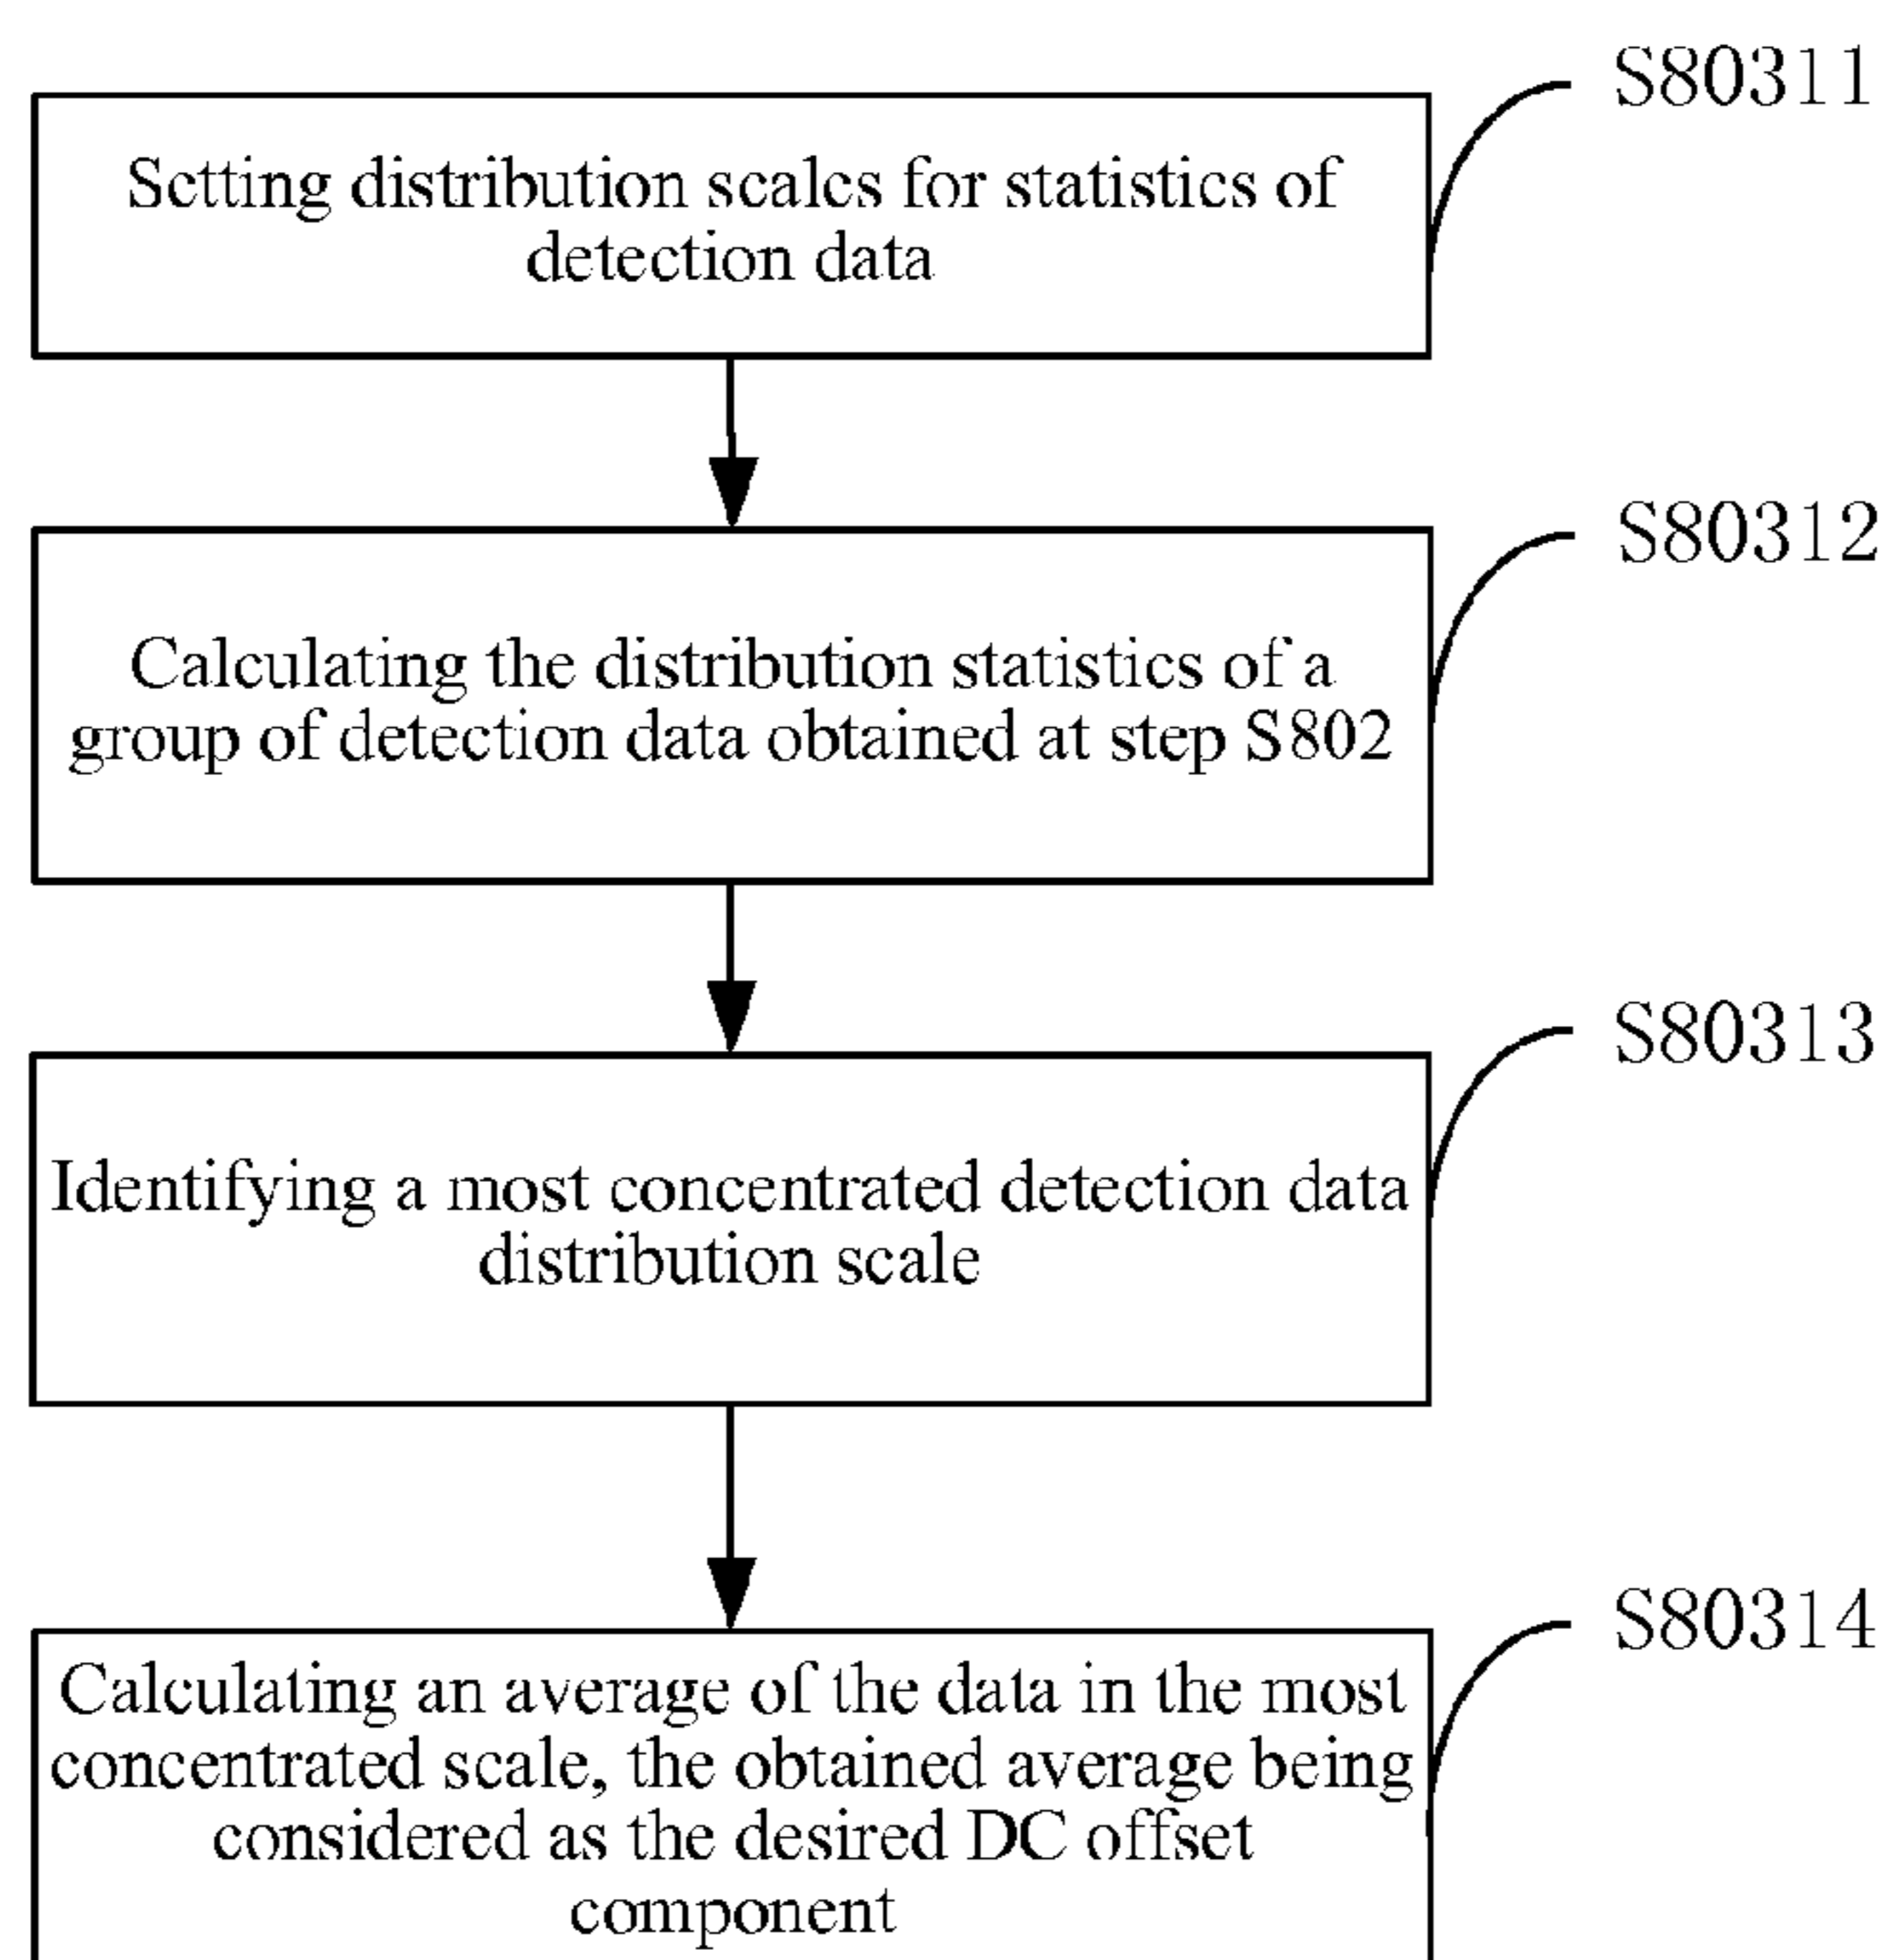 S80311
Setting distribution scales for statistics of
detection data
S80312
Calculating the distribution statistics of a
group of detection data obtained at step S802
S80313
Identifying a most concentrated detection data
distribution scale
S80314
Calculating an average of the data in the most
concentrated scale, the obtained average being
considered as the desired DC offset
component